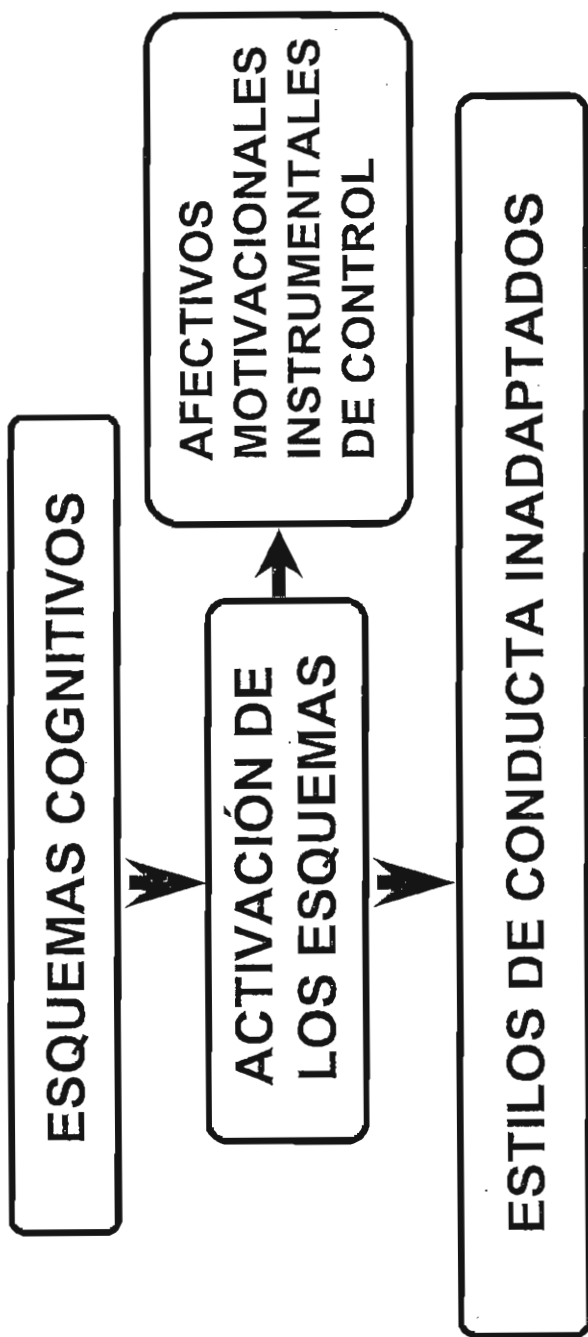 ESQUEMAS COGNITIVOS
ACTIVACIÓN DE
LOS ESQUEMAS
AFECTIVOS
MOTIVACIONALES
INSTRUMENTALES
DE CONTROL
ESTILOS DE CONDUCTA INADAPTADOS